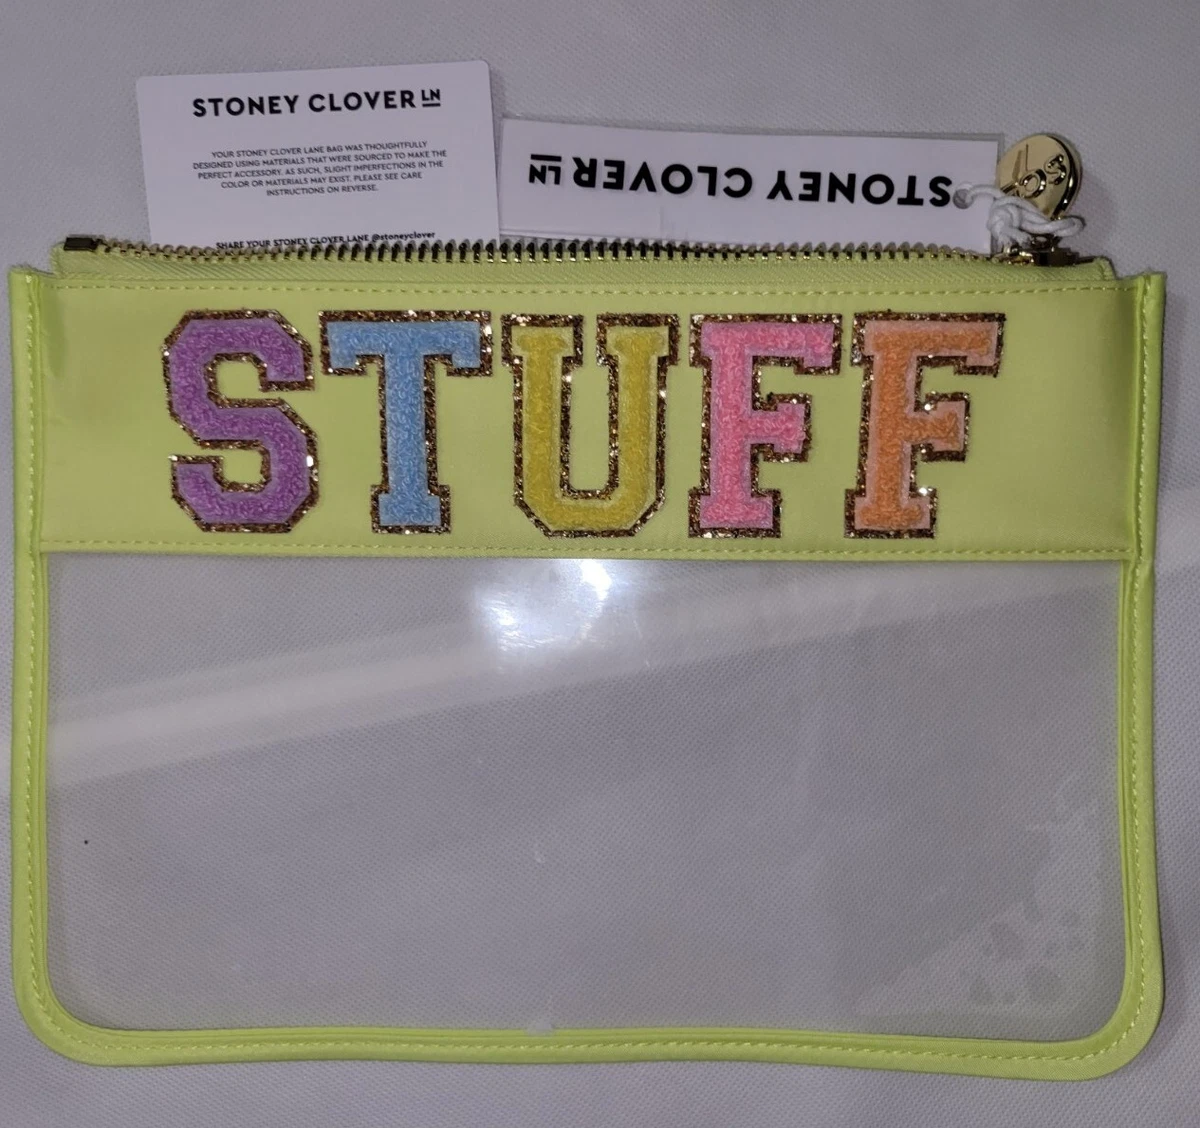 STONEY CLOVER LN
YOUR STONEY CLOVER LANE BAG WAS THOUGHTFULLY
DESIGNED USING MATERIALS THAT WERE SOURCED TO MAKE THE
PERFECT ACCESSORY. AS SUCH, SLIGHT IMPERFECTIONS IN THE
COLOR OR MATERIALS MAY EXIST. PLEASE SEE CARE
INSTRUCTIONS ON REVERSE.
SHARE YOUR STONEY CLOVER LANE @stoneyclover
STONEY CLOVER LN
STUFF